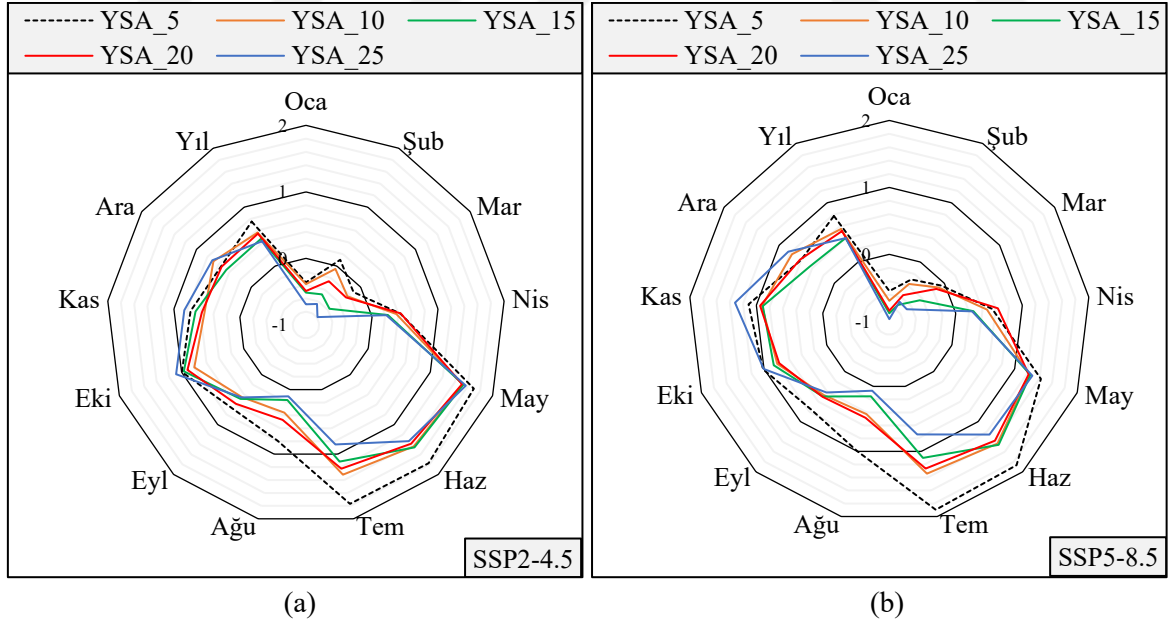 YSA_5 YSA_10 YSA_15
YSA_20 YSA_25
Oca
Şub
Mar
Nis
May
Haz
Tem
Ağu
Eyl
Eki
Kas
Ara
Yıl
2
1
0
-1
SSP2-4.5
(a)
YSA_5 YSA_10 YSA_15
YSA_20 YSA_25
Oca
Şub
Mar
Nis
May
Haz
Tem
Ağu
Eyl
Eki
Kas
Ara
Yıl
2
1
0
-1
SSP5-8.5
(b)